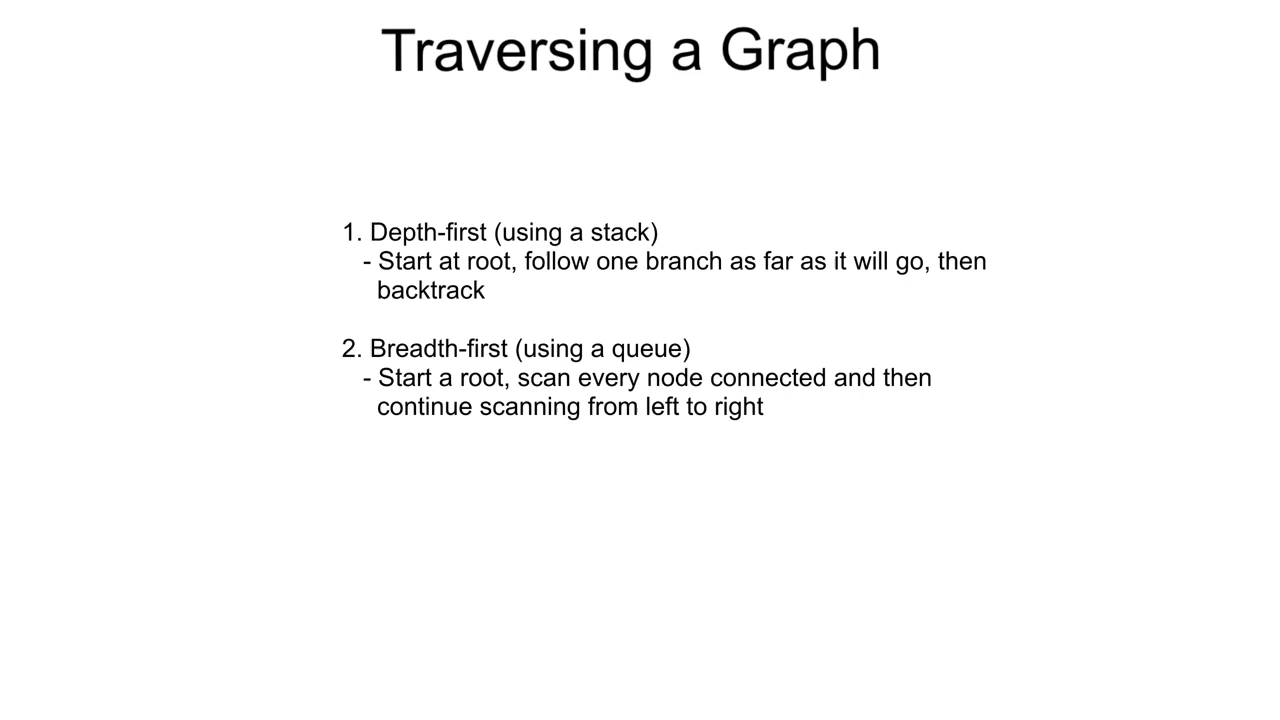 Traversing a Graph
1. Depth-first (using a stack)
- Start at root, follow one branch as far as it will go, then
backtrack
2. Breadth-first (using a queue)
- Start a root, scan every node connected and then
continue scanning from left to right